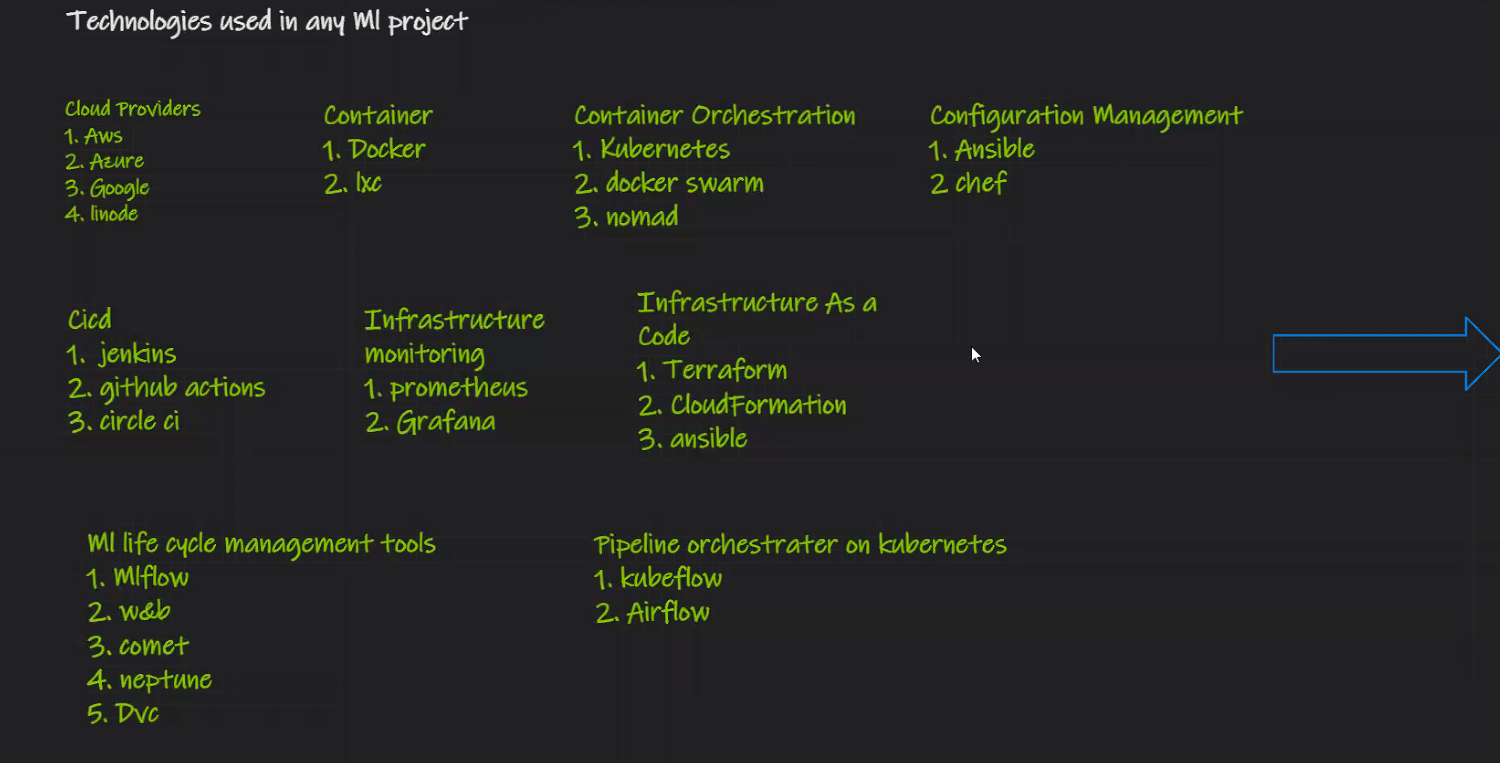 Technologies used in any Ml project
Cloud Providers
1. Aws
2. Azure
3. Google
4. linode
Container
1. Docker
2. lxc
Container Orchestration
1. Kubernetes
2. docker swarm
3. nomad
Configuration Management
1. Ansible
2 chef
Cicd
1. jenkins
2. github actions
3. circle ci
Infrastructure
monitoring
1. prometheus
2. Grafana
Infrastructure As a
Code
1. Terraform
2. CloudFormation
3. ansible
Ml life cycle management tools
1. Mlflow
2. w&b
3. comet
4. neptune
5. Dvc
Pipeline orchestrater on kubernetes
1. kubeflow
2. Airflow